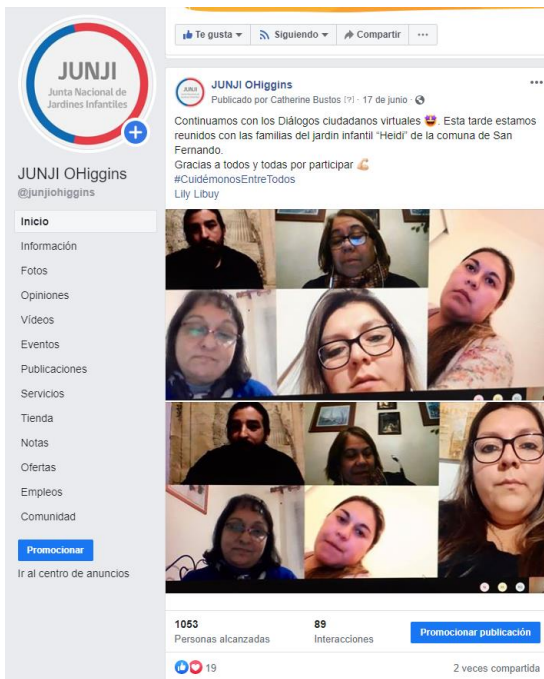 Te gusta
Siguiendo
Compartir
...
JUNJI
Junta Nacional de
Jardines Infantiles
JUNJI OHiggins
@junjiohiggins
Inicio
Información
Fotos
Opiniones
Vídeos
Eventos
Publicaciones
Servicios
Tienda
Notas
Ofertas
Empleos
Comunidad
Promocionar
Ir al centro de anuncios
JUNJI
JUNJI OHiggins
...
Publicado por Catherine Bustos [?] · 17 de junio ·
Continuamos con los Diálogos ciudadanos virtuales 🤩. Esta tarde estamos
reunidos con las familias del jardin infantil "Heidi" de la comuna de San
Fernando.
Gracias a todos y todas por participar 💪🏼
#CuidémonosEntreTodos
Lily Libuy
1053
Personas alcanzadas
89
Interacciones
Promocionar publicación
19
2 veces compartida